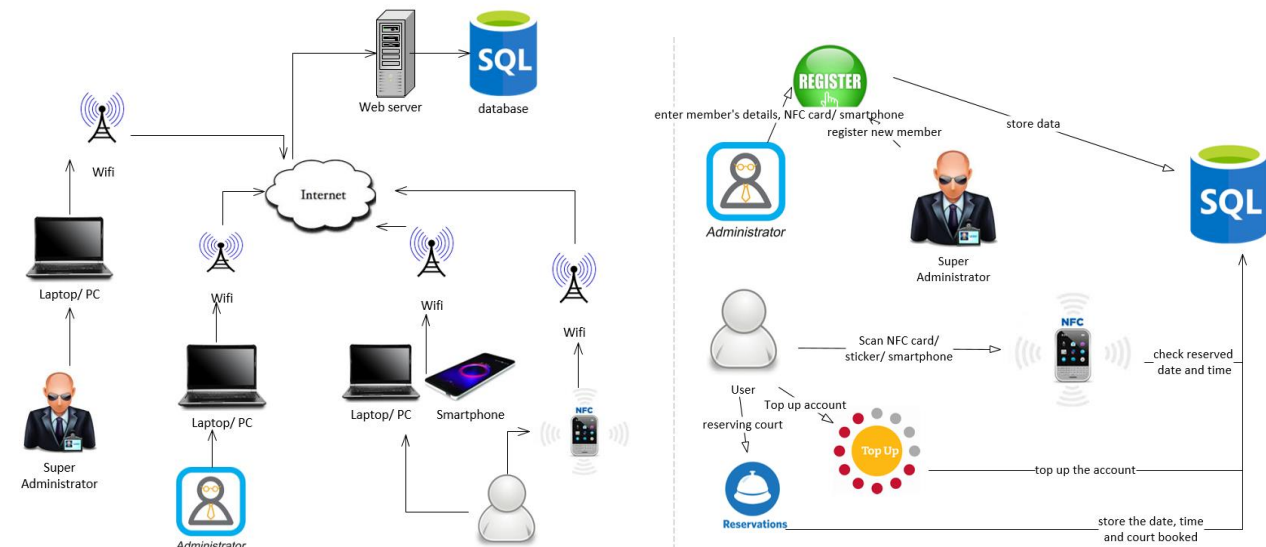 SQL
Web server
database
Wifi
Internet
Laptop/ PC
Wifi
Wifi
Wifi
Laptop/ PC
Laptop/ PC
Smartphone
NFC
Super
Administrator
Administrator
REGISTER
enter member's details, NFC card/ smartphone
register new member
store data
SQL
Administrator
Super
Administrator
User
Scan NFC card/
sticker/ smartphone
NFC
check reserved
date and time
Top up account
reserving court
Top Up
top up the account
Reservations
store the date, time
and court booked